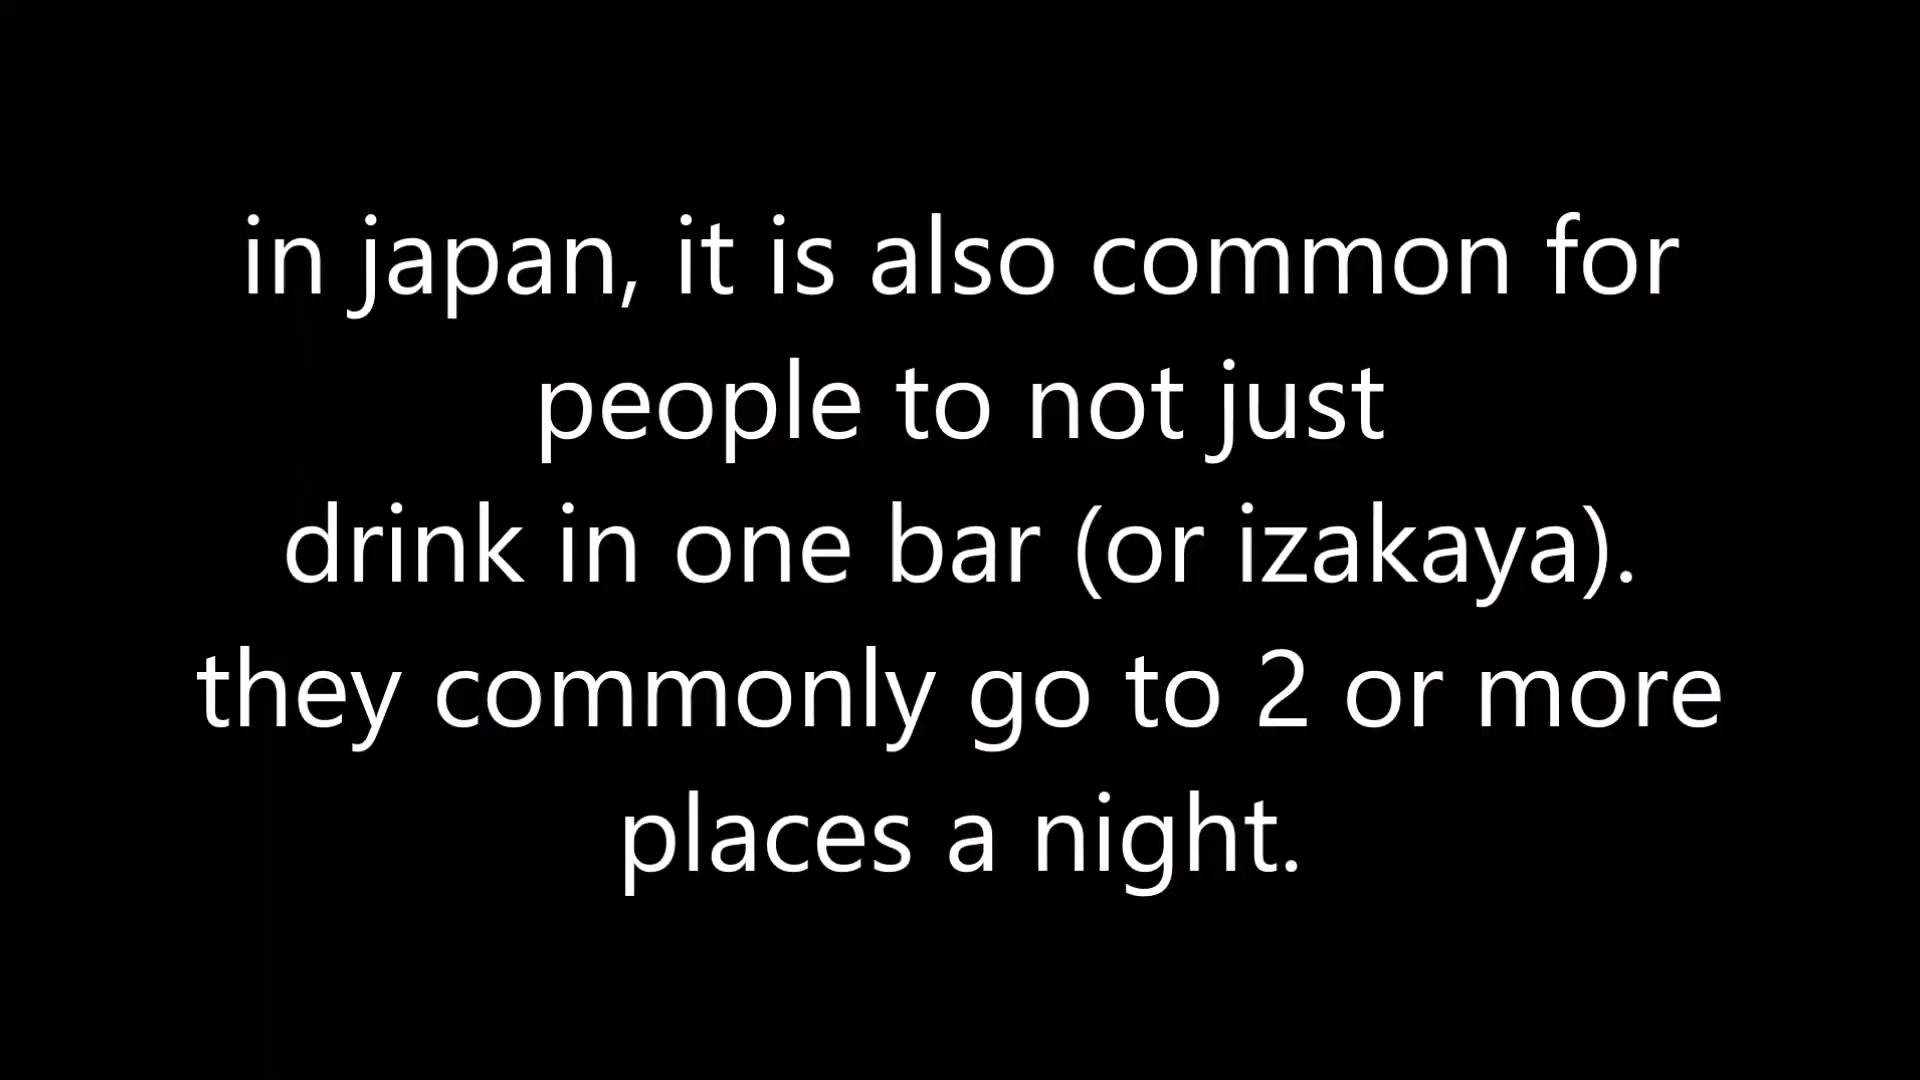 in japan, it is also common for
people to not just
drink in one bar (or izakaya).
they commonly go to 2 or more
places a night.